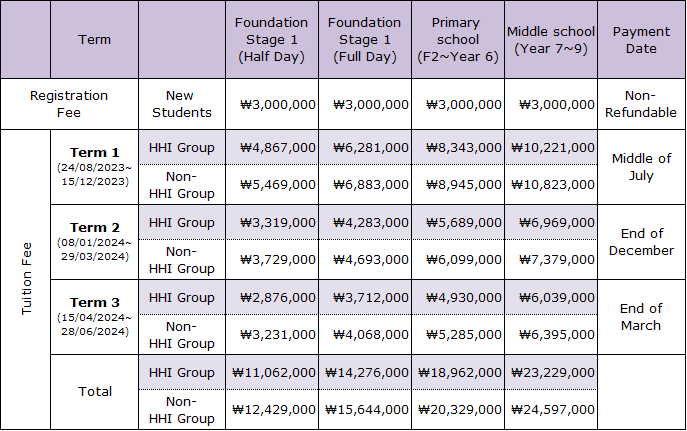 Term
Foundation
Stage 1
(Half Day)
Foundation
Stage 1
(Full Day)
Primary
school
(F2~Year 6)
Middle school
(Year 7~9)
Payment
Date
Registration
Fee
New
Students
₩3,000,000
₩3,000,000
₩3,000,000
₩3,000,000
Non-
Refundable
Tuition Fee
Term 1
(24/08/2023~
15/12/2023)
HHI Group
₩4,867,000
₩6,281,000
₩8,343,000
₩10,221,000
Non-
HHI Group
₩5,469,000
₩6,883,000
₩8,945,000
₩10,823,000
Middle of
July
Term 2
(08/01/2024~
29/03/2024)
HHI Group
₩3,319,000
₩4,283,000
₩5,689,000
₩6,969,000
Non-
HHI Group
₩3,729,000
₩4,693,000
₩6,099,000
₩7,379,000
End of
December
Term 3
(15/04/2024~
28/06/2024)
HHI Group
₩2,876,000
₩3,712,000
₩4,930,000
₩6,039,000
Non-
HHI Group
₩3,231,000
₩4,068,000
₩5,285,000
₩6,395,000
End of
March
Total
HHI Group
₩11,062,000
₩14,276,000
₩18,962,000
₩23,229,000
Non-
HHI Group
₩12,429,000
₩15,644,000
₩20,329,000
₩24,597,000